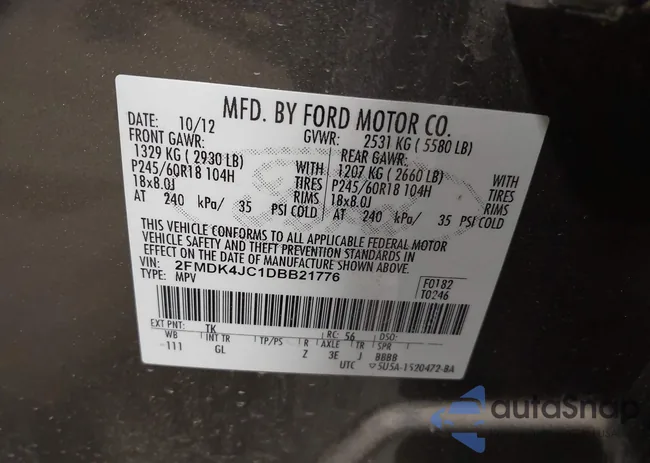 MFD. BY FORD MOTOR CO.
DATE: 10/12 GVWR: 2531 KG ( 5580 LB)
FRONT GAWR: REAR GAWR:
1329 KG ( 2930 LB) WITH 1207 KG ( 2660 LB) WITH
P245/60R18 104H TIRES P245/60R18 104H TIRES
18x8.0J RIMS 18x8.0J RIMS
AT 240 kPa/ 35 PSI COLD AT 240 kPa/ 35 PSI COLD
THIS VEHICLE CONFORMS TO ALL APPLICABLE FEDERAL MOTOR
VEHICLE SAFETY AND THEFT PREVENTION STANDARDS IN
EFFECT ON THE DATE OF MANUFACTURE SHOWN ABOVE.
VIN: 2FMDK4JC1DBB21776
TYPE: MPV
F0182
T0246
EXT PNT: TK RC: 56 DSO:
WB INT TR TP/PS R AXLE TR SPR
-111 GL Z 3E J BBBB
UTC 5U5A-1520472-BA
autoSnap